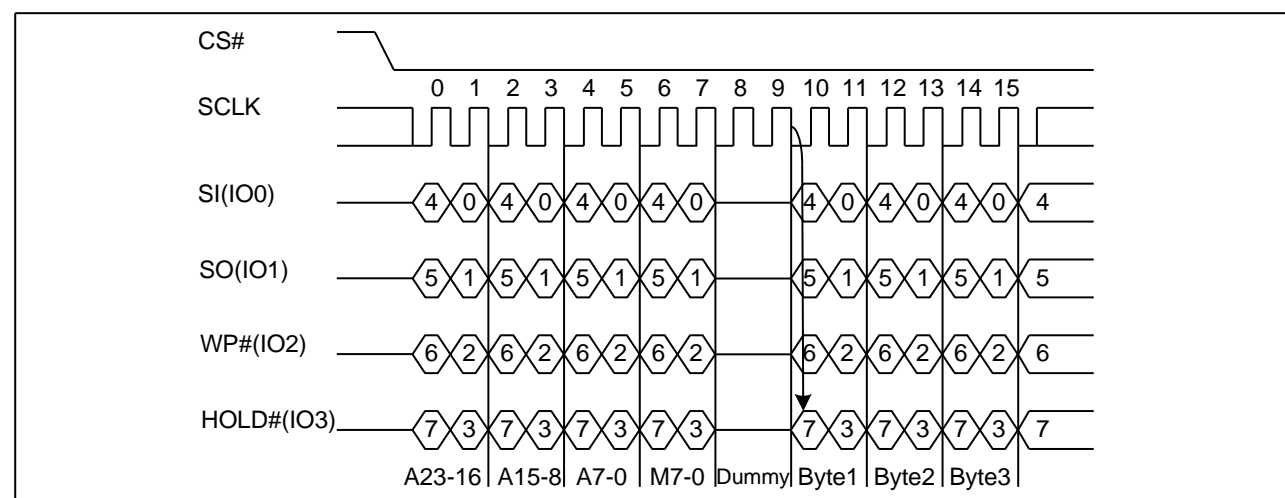 CS#
0 1 2 3 4 5 6 7 8 9 10 11 12 13 14 15
SCLK
SI(IO0) 4 0 4 0 4 0 4 0 4 0 4 0 4 0 4
SO(IO1) 5 1 5 1 5 1 5 1 5 1 5 1 5 1 5
WP#(IO2) 6 2 6 2 6 2 6 2 6 2 6 2 6 2 6
HOLD#(IO3) 7 3 7 3 7 3 7 3 7 3 7 3 7 3 7
A23-16 A15-8 A7-0 M7-0 Dummy Byte1 Byte2 Byte3